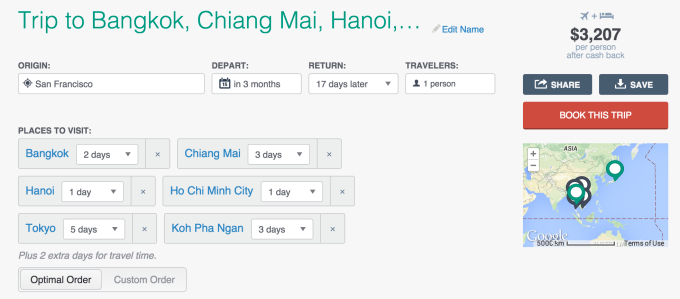 Trip to Bangkok, Chiang Mai, Hanoi,...
Edit Name
$3,207
per person
after cash back
ORIGIN:
DEPART:
RETURN:
TRAVELERS:
San Francisco
in 3 months
17 days later
1 person
SHARE
SAVE
BOOK THIS TRIP
PLACES TO VISIT:
Bangkok 2 days ×
Chiang Mai 3 days ×
Hanoi 1 day ×
Ho Chi Minh City 1 day ×
Tokyo 5 days ×
Koh Pha Ngan 3 days ×
Plus 2 extra days for travel time.
Optimal Order
Custom Order
+
−
ASIA
Google
Terms of Use